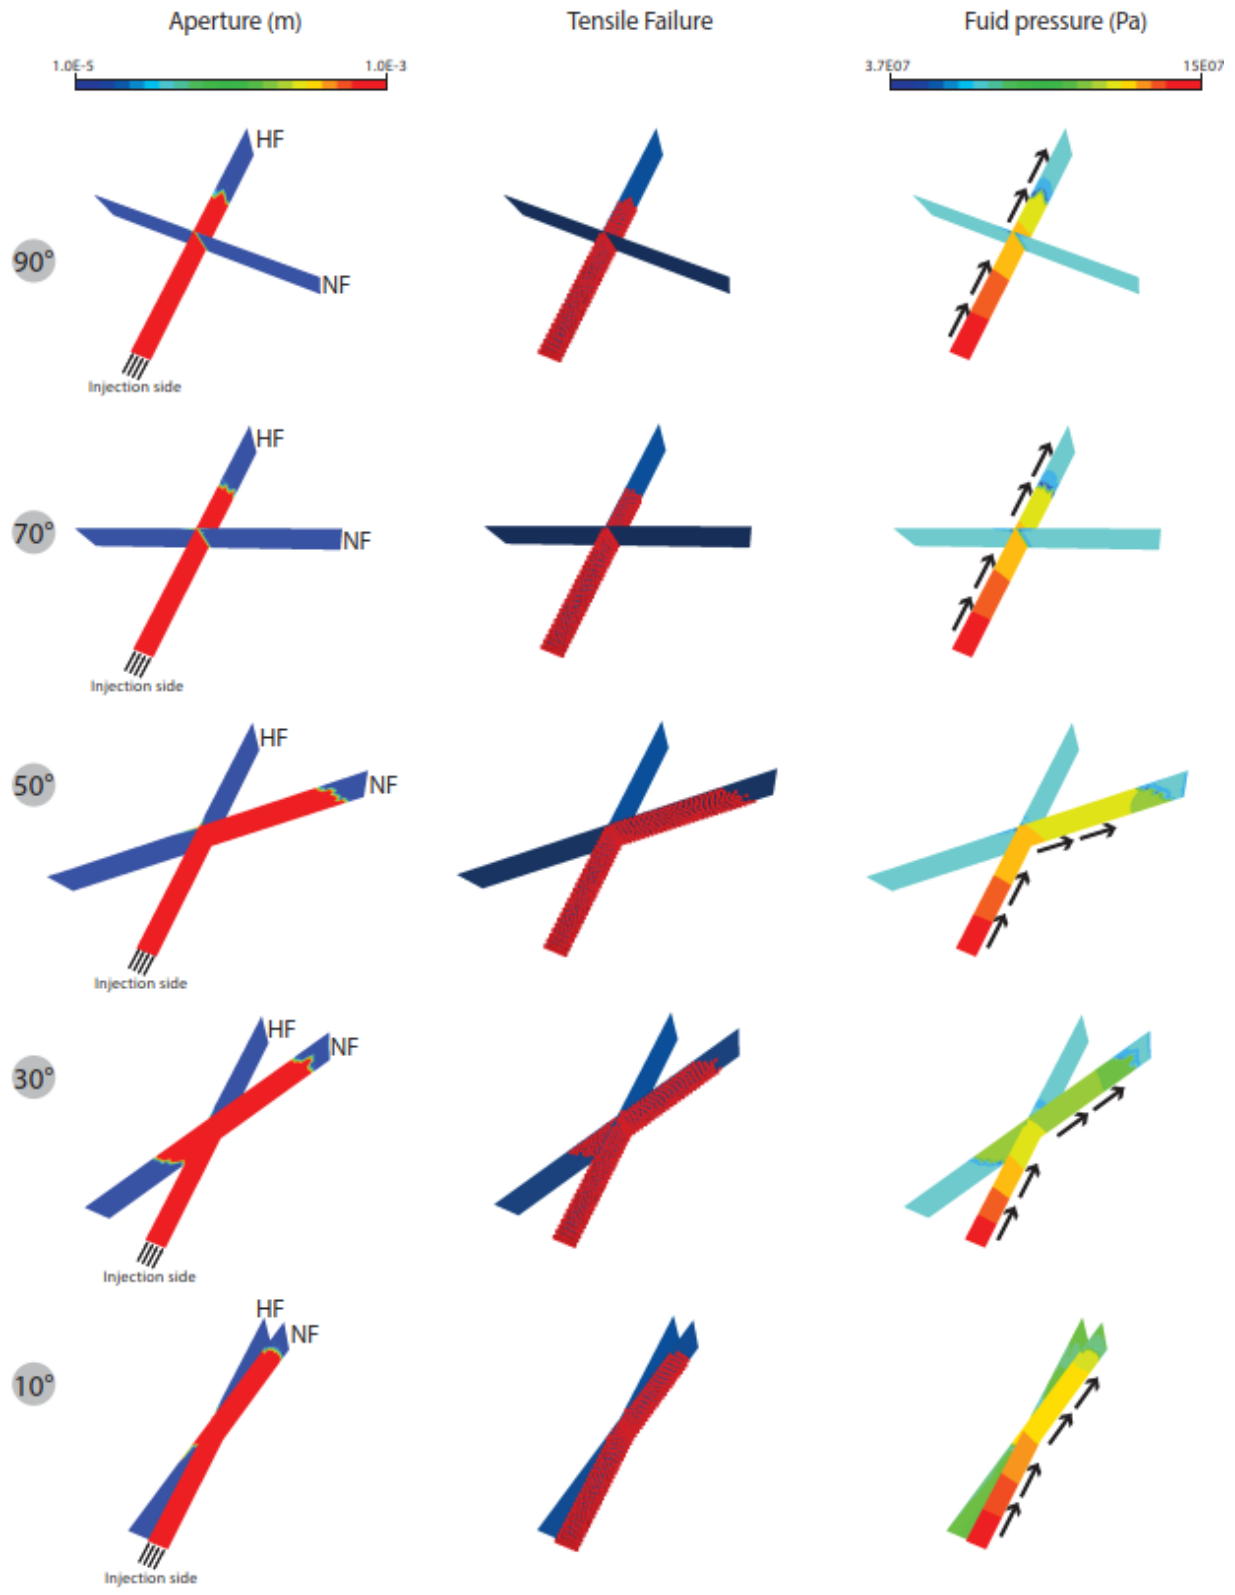 Aperture (m) Tensile Failure Fuid pressure (Pa)
1.0E-5 1.0E-3 3.7E07 15E07
HF
90°
NF
Injection side
HF
70°
NF
Injection side
HF
50°
NF
Injection side
HF
NF
30°
Injection side
HF
NF
10°
Injection side